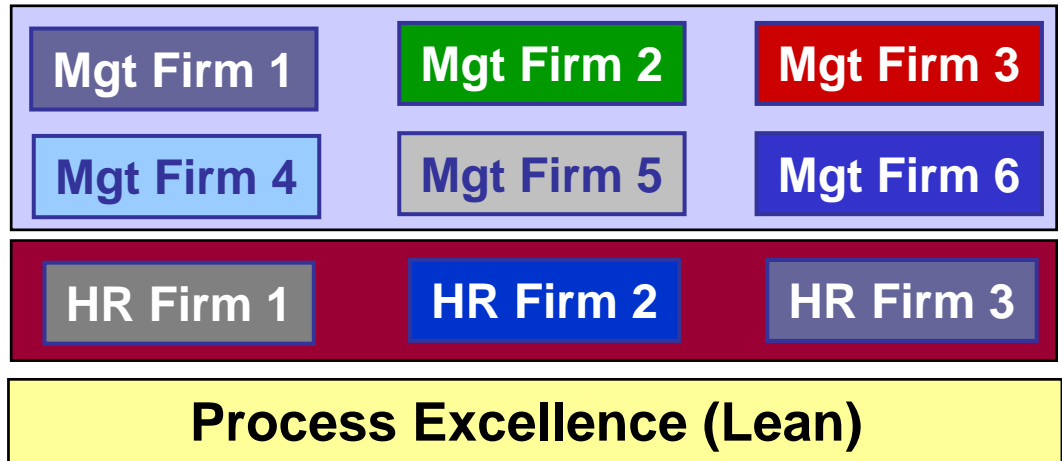 Mgt Firm 1
Mgt Firm 2
Mgt Firm 3
Mgt Firm 4
Mgt Firm 5
Mgt Firm 6
HR Firm 1
HR Firm 2
HR Firm 3
Process Excellence (Lean)